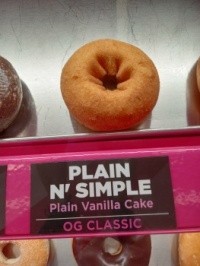 PLAIN
N' SIMPLE
Plain Vanilla Cake
OG CLASSIC